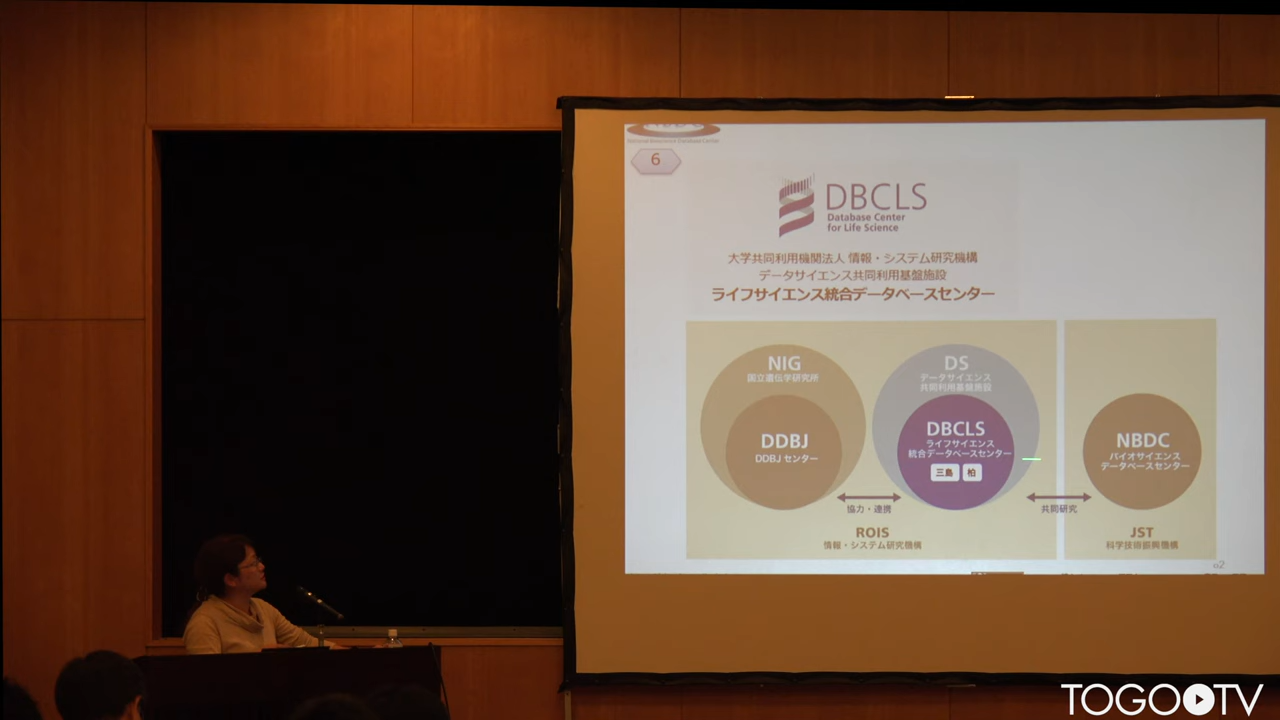 6
DBCLS
Database Center
for Life Science
大学共同利用機関法人 情報・システム研究機構
データサイエンス共同利用基盤施設
ライフサイエンス統合データベースセンター
NIG
国立遺伝学研究所
DDBJ
DDBJ センター
DS
データサイエンス
共同利用基盤施設
DBCLS
ライフサイエンス
統合データベースセンター
三島 柏
NBDC
バイオサイエンス
データベースセンター
協力・連携
共同研究
ROIS
情報・システム研究機構
JST
科学技術振興機構
TOGOTV